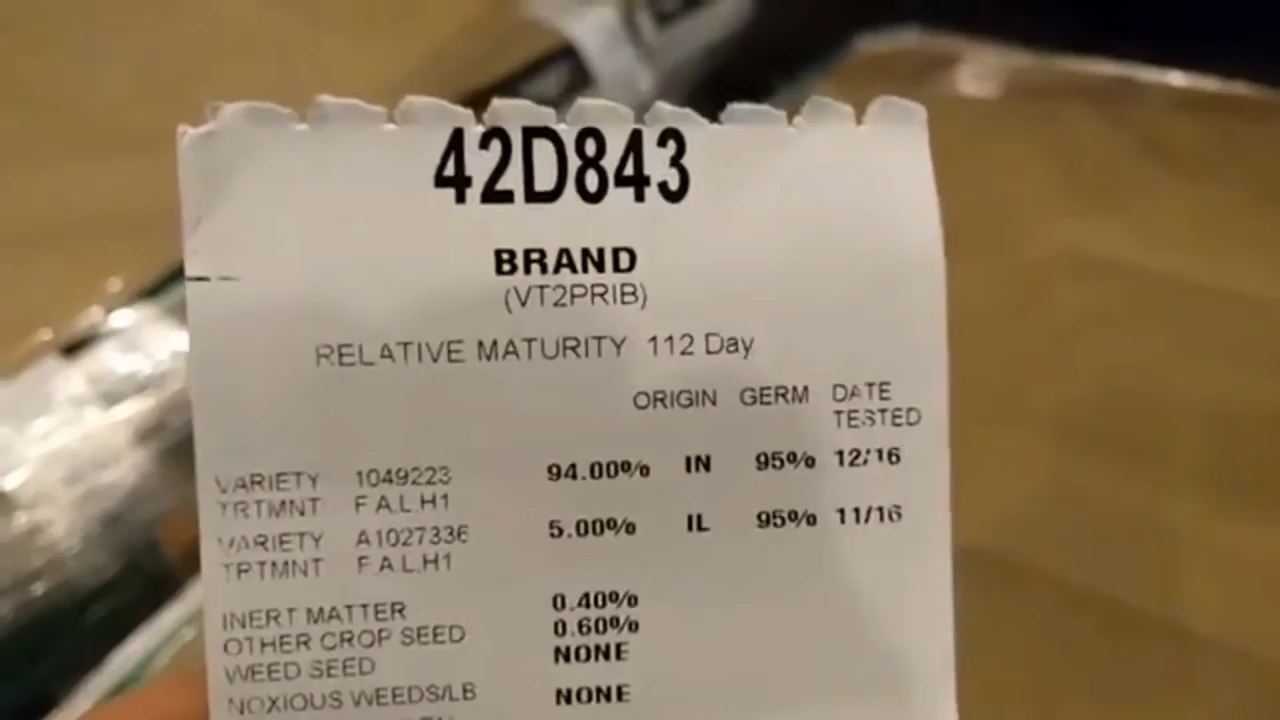 42D843
BRAND
(VT2PRIB)
RELATIVE MATURITY 112 Day
ORIGIN GERM DATE TESTED
VARIETY 1049223 94.00% IN 95% 12/16
TRTMNT F.A.L.H1
VARIETY A1027336 5.00% IL 95% 11/16
TRTMNT F.A.L.H1
INERT MATTER 0.40%
OTHER CROP SEED 0.60%
WEED SEED NONE
NOXIOUS WEEDS/LB NONE